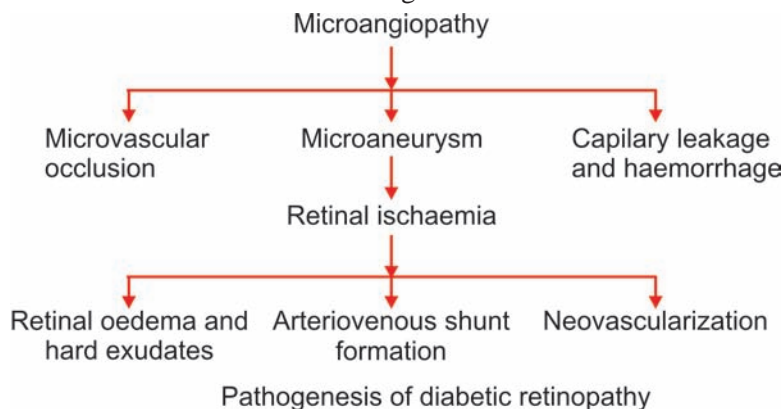 Microangiopathy
Microvascular
occlusion
Microaneurysm
Capilary leakage
and haemorrhage
Retinal ischaemia
Retinal oedema and
hard exudates
Arteriovenous shunt
formation
Neovascularization
Pathogenesis of diabetic retinopathy